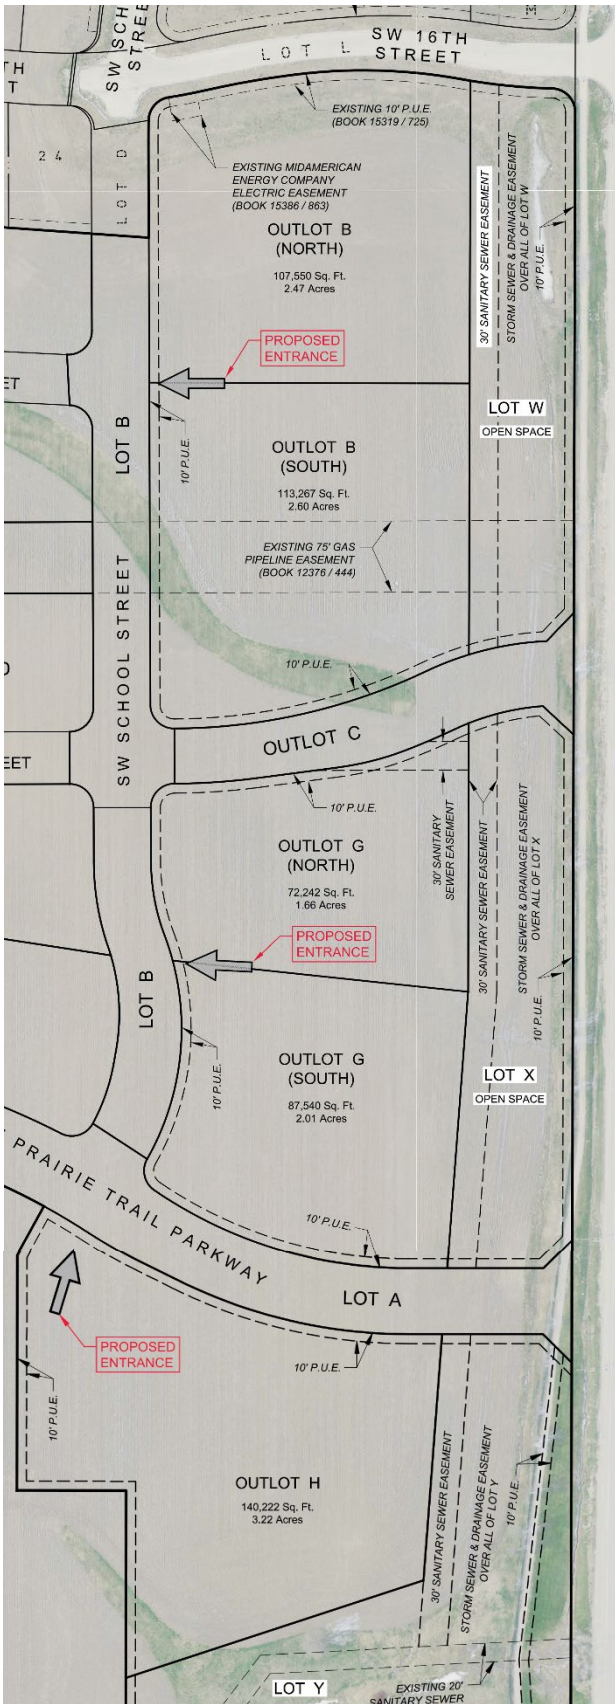 SW SCH
STREE
TH
T
LOT L
SW 16TH
STREET
EXISTING 10' P.U.E.
(BOOK 15319 / 725)
24
LOT D
EXISTING MIDAMERICAN
ENERGY COMPANY
ELECTRIC EASEMENT
(BOOK 15386 / 863)
OUTLOT B
(NORTH)
107,550 Sq. Ft.
2.47 Acres
30' SANITARY SEWER EASEMENT
STORM SEWER & DRAINAGE EASEMENT
OVER ALL OF LOT W
10' P.U.E.
PROPOSED
ENTRANCE
ET
LOT B
10' P.U.E.
LOT W
OPEN SPACE
OUTLOT B
(SOUTH)
113,267 Sq. Ft.
2.60 Acres
EXISTING 75' GAS
PIPELINE EASEMENT
(BOOK 12376 / 444)
SW SCHOOL STREET
10' P.U.E.
OUTLOT C
EET
10' P.U.E.
OUTLOT G
(NORTH)
72,242 Sq. Ft.
1.66 Acres
30' SANITARY
SEWER EASEMENT
30' SANITARY SEWER EASEMENT
STORM SEWER & DRAINAGE EASEMENT
OVER ALL OF LOT X
10' P.U.E.
PROPOSED
ENTRANCE
LOT B
10' P.U.E.
OUTLOT G
(SOUTH)
87,540 Sq. Ft.
2.01 Acres
LOT X
OPEN SPACE
PRAIRIE TRAIL PARKWAY
10' P.U.E.
LOT A
PROPOSED
ENTRANCE
10' P.U.E.
10' P.U.E.
OUTLOT H
140,222 Sq. Ft.
3.22 Acres
30' SANITARY SEWER EASEMENT
STORM SEWER & DRAINAGE EASEMENT
OVER ALL OF LOT Y
10' P.U.E.
LOT Y
EXISTING 20'
SANITARY SEWER